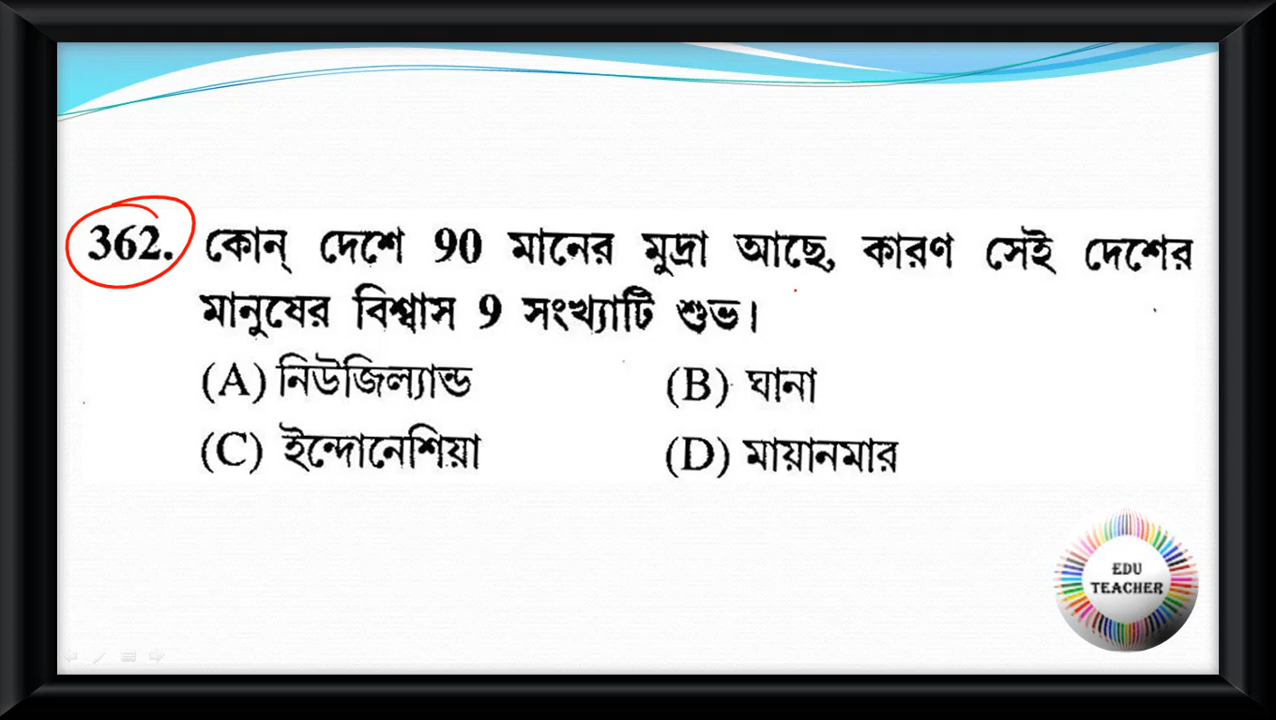 362. কোন্ দেশে 90 মানের মুদ্রা আছে, কারণ সেই দেশের
মানুষের বিশ্বাস 9 সংখ্যাটি শুভ।
(A) নিউজিল্যান্ড (B) ঘানা
(C) ইন্দোনেশিয়া (D) মায়ানমার
EDU
TEACHER